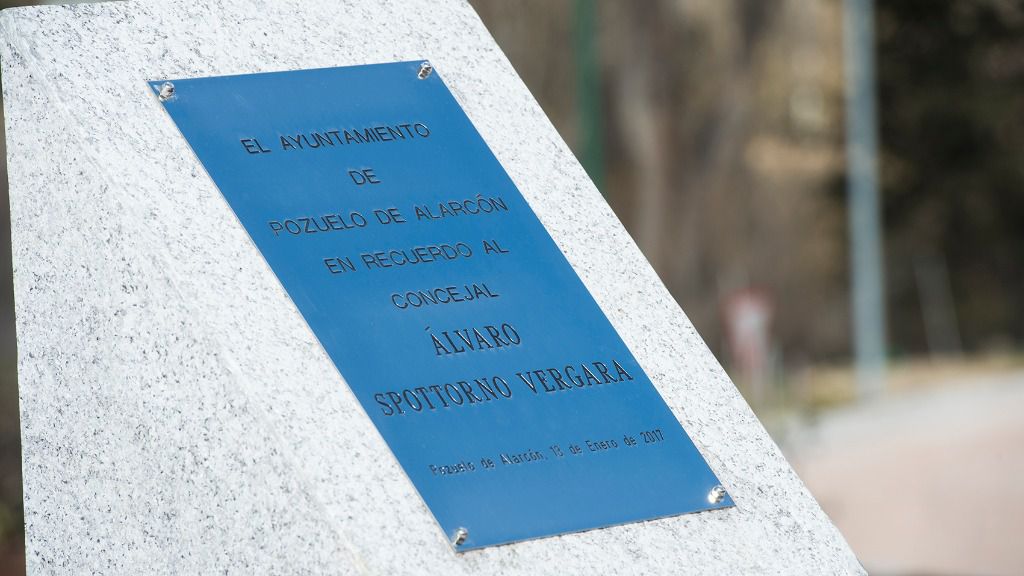 EL AYUNTAMIENTO
DE
POZUELO DE ALARCÓN
EN RECUERDO AL
CONCEJAL
ÁLVARO
SPOTTORNO VERGARA
Pozuelo de Alarcón, 13 de Enero de 2017